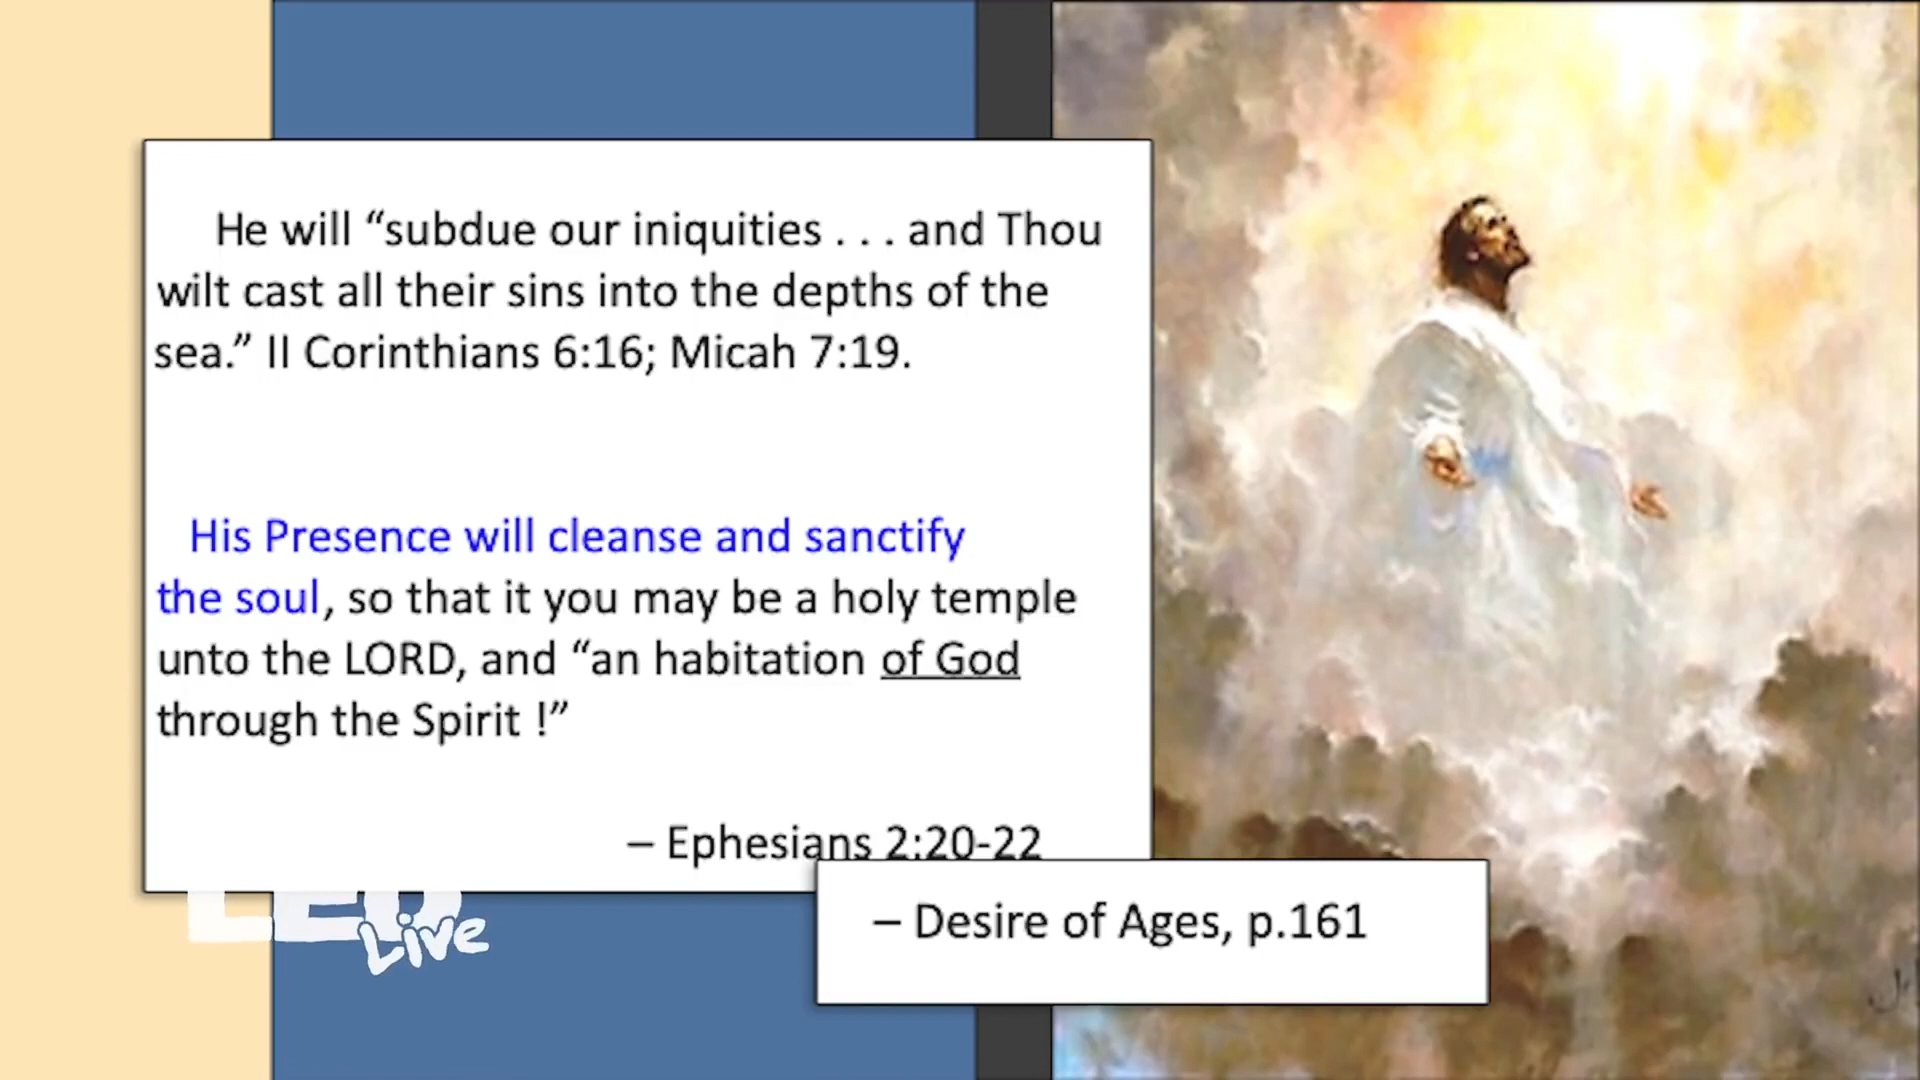 He will “subdue our iniquities . . . and Thou
wilt cast all their sins into the depths of the
sea.” II Corinthians 6:16; Micah 7:19.
His Presence will cleanse and sanctify
the soul, so that it you may be a holy temple
unto the LORD, and “an habitation of God
through the Spirit !”
– Ephesians 2:20-22
– Desire of Ages, p.161
Live